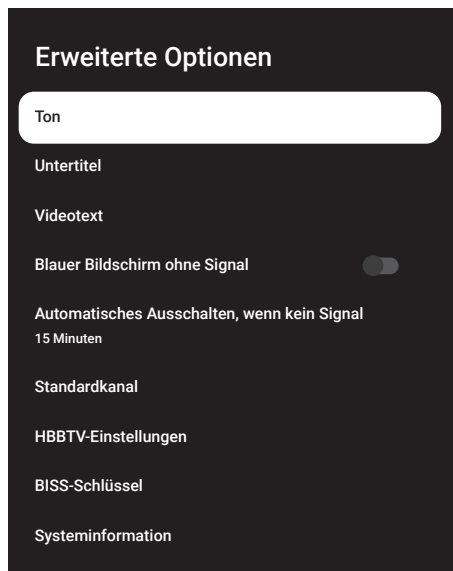 Erweiterte Optionen
Ton
Untertitel
Videotext
Blauer Bildschirm ohne Signal
Automatisches Ausschalten, wenn kein Signal
15 Minuten
Standardkanal
HBBTV-Einstellungen
BISS-Schlüssel
Systeminformation